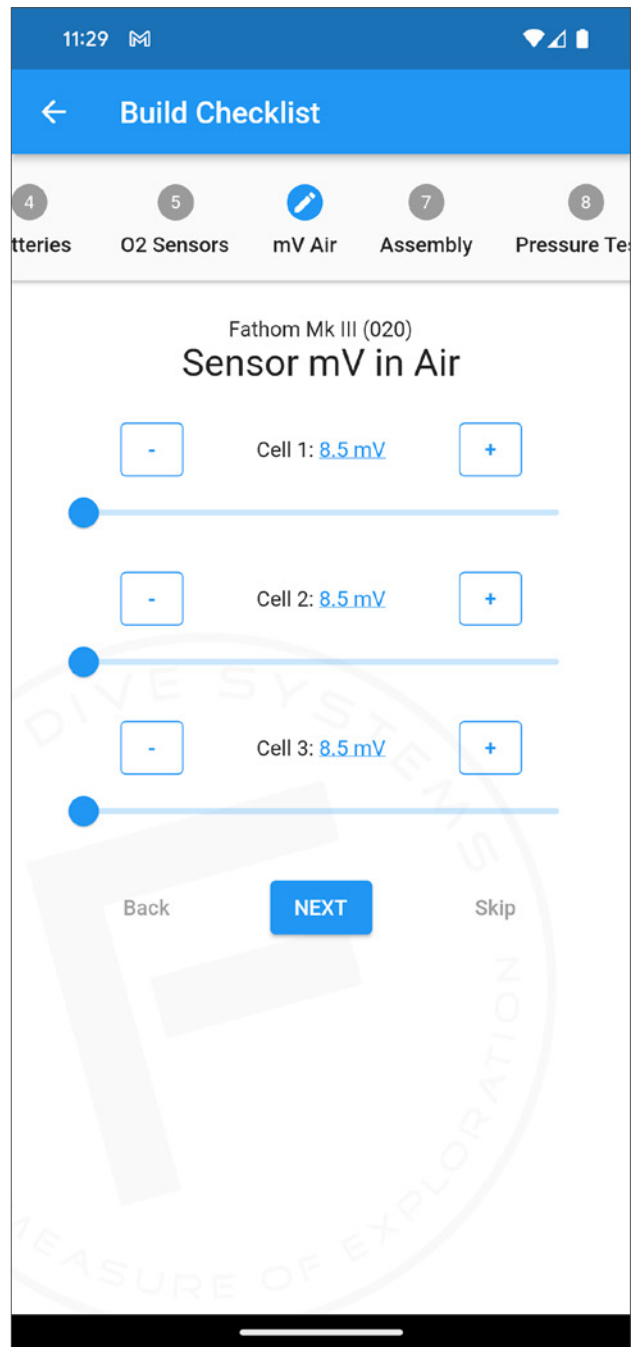 11:29
Build Checklist
4 5 7 8
tteries O2 Sensors mV Air Assembly Pressure Te
Fathom Mk III (020)
Sensor mV in Air
- Cell 1: 8.5 mV +
- Cell 2: 8.5 mV +
- Cell 3: 8.5 mV +
Back NEXT Skip
DIVE SYSTEMS
F
MEASURE OF EXPLORATION